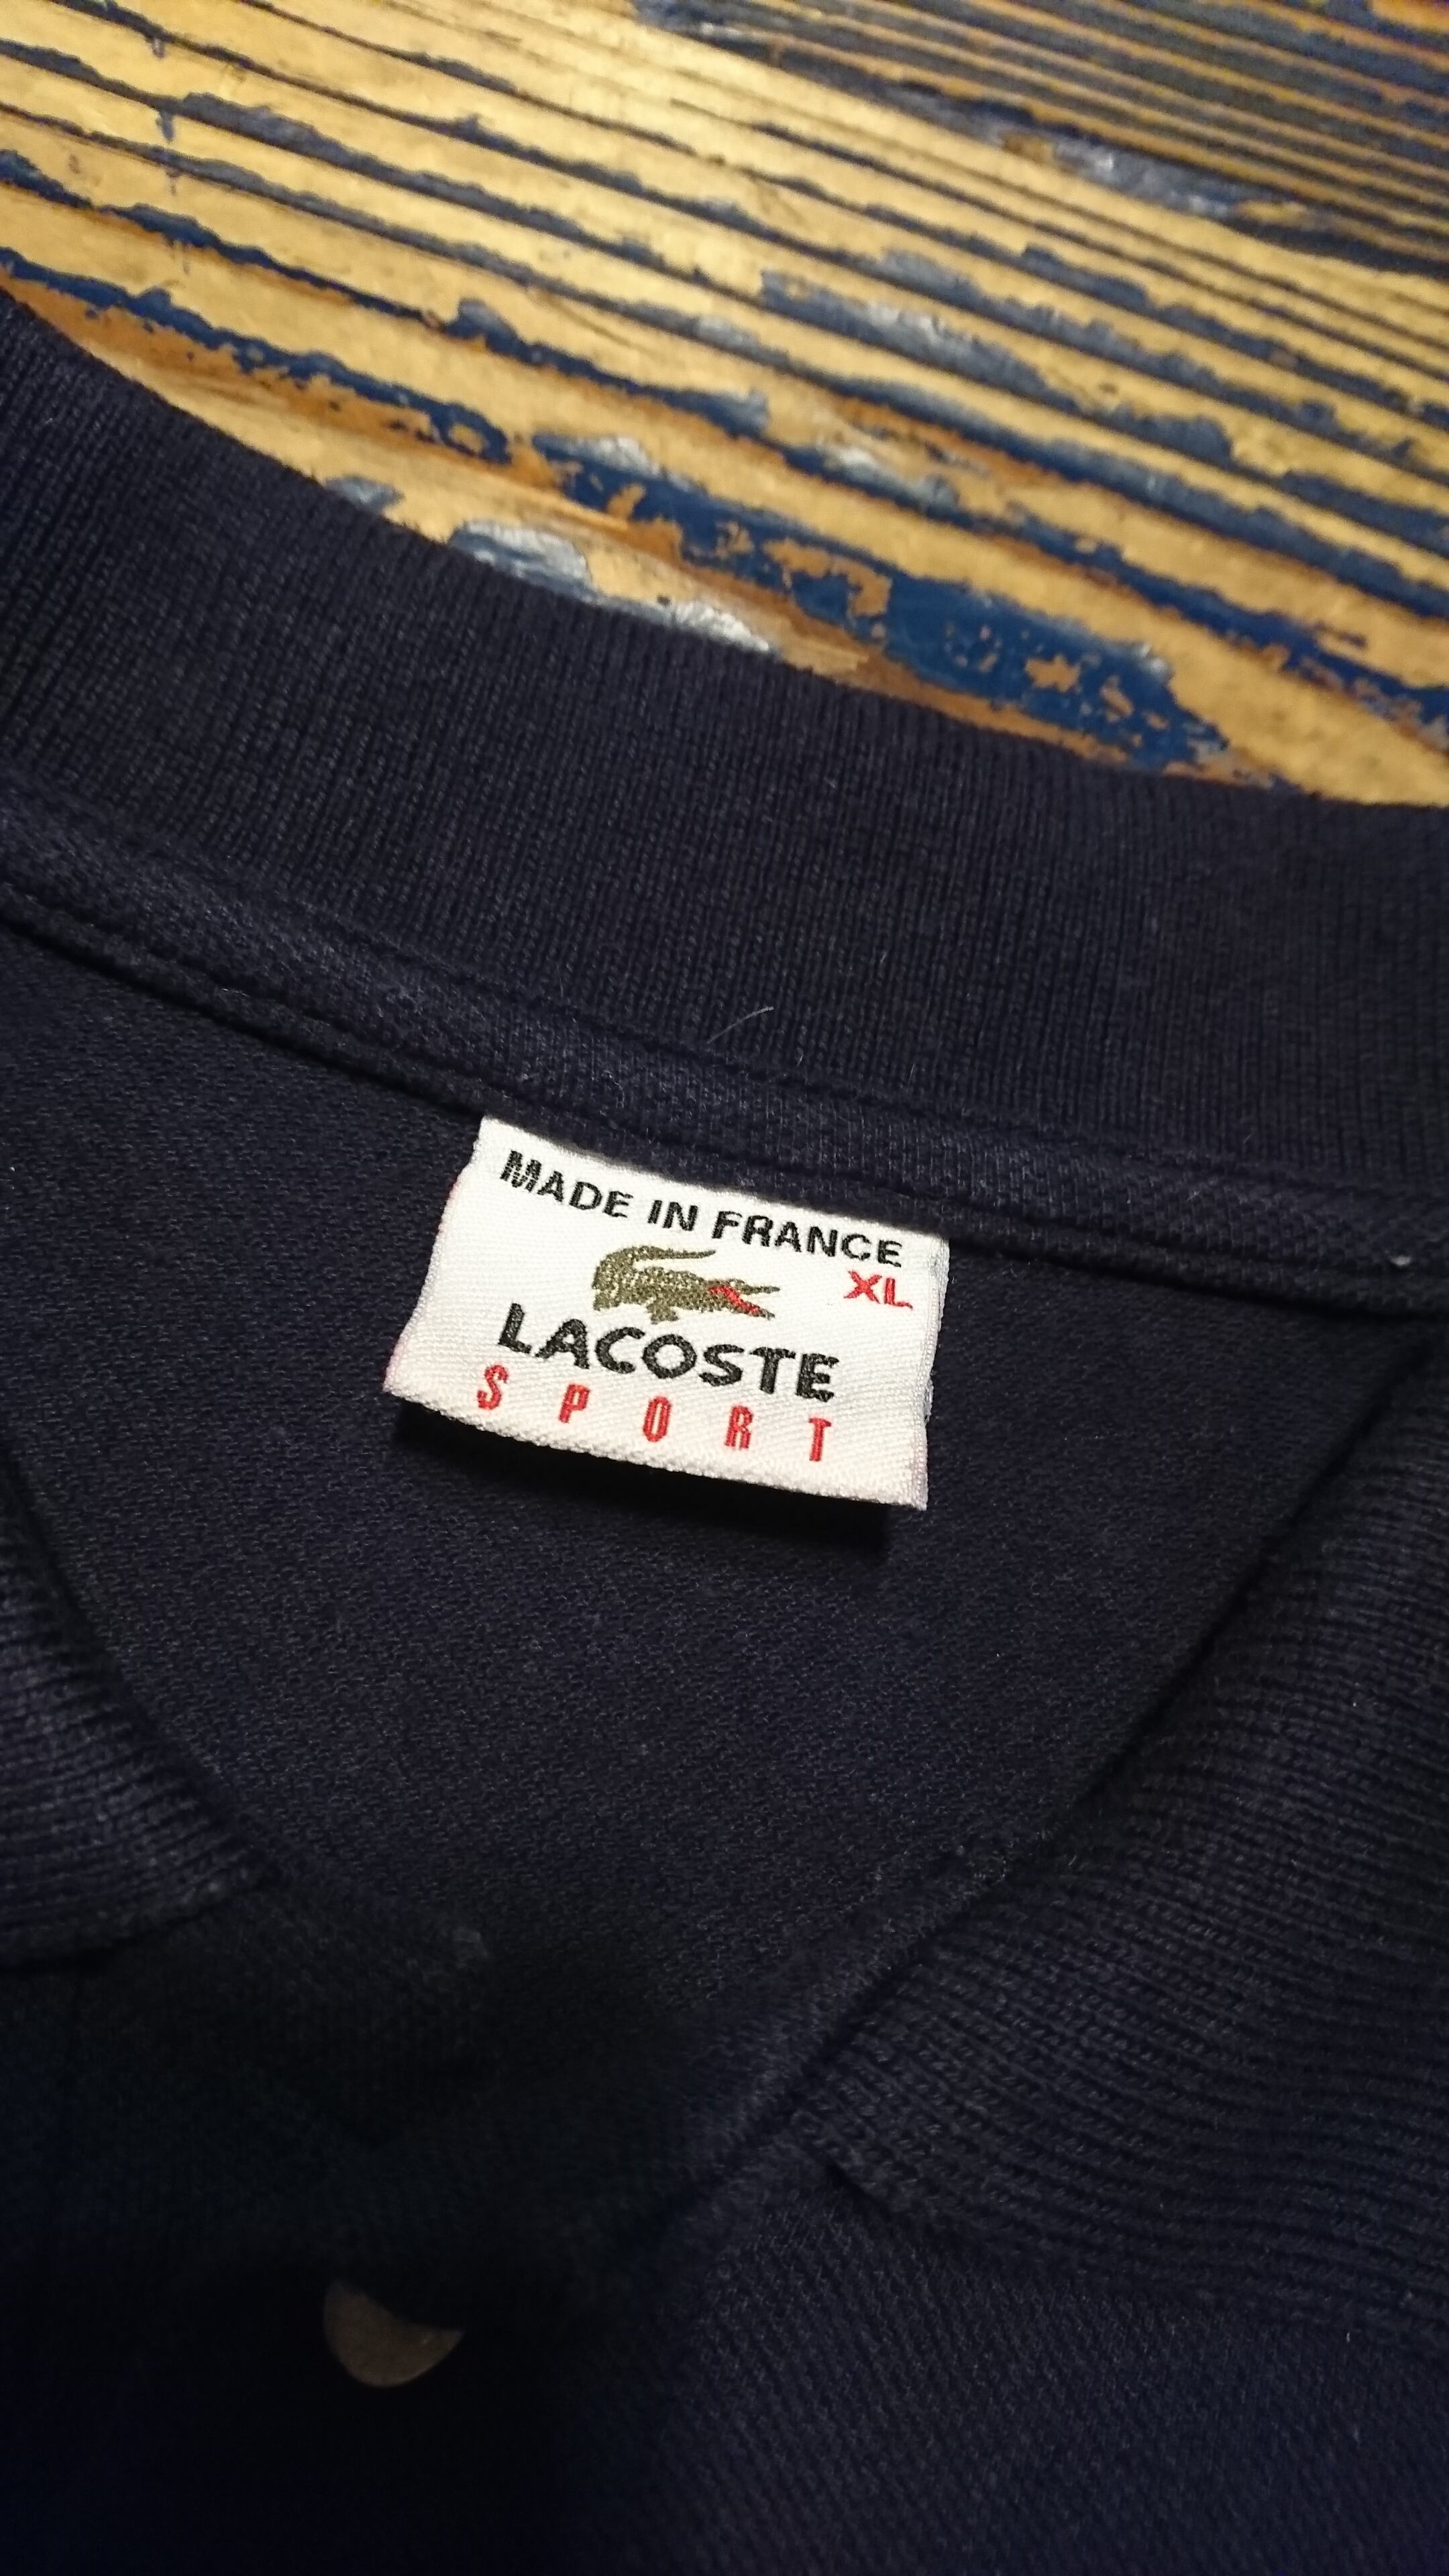 MADE IN FRANCE
XL
LACOSTE
SPORT